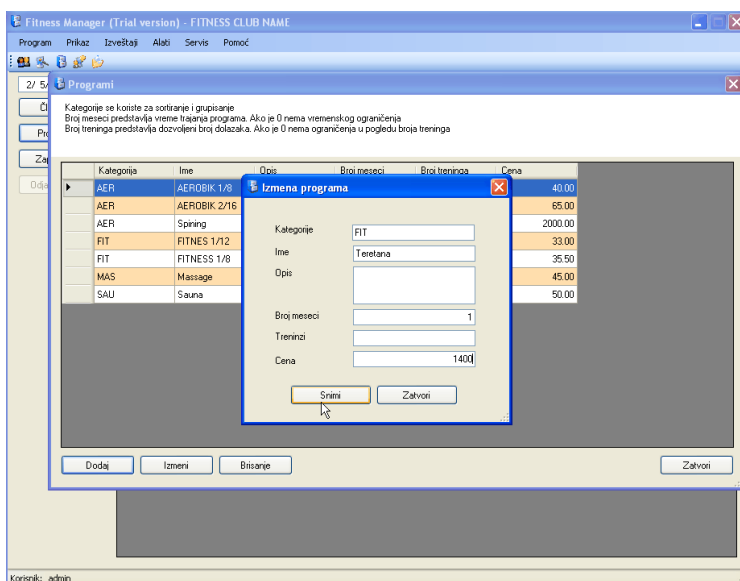 Fitness Manager (Trial version) - FITNESS CLUB NAME
Program Prikaz Izveštaji Alati Servis Pomoć
2/ 5/
Programi
Kategorije se koriste za sortiranje i grupisanje
Broj meseci predstavlja vreme trajanja programa. Ako je 0 nema vremenskog ograničenja
Broj treninga predstavlja dozvoljeni broj dolazaka. Ako je 0 nema ograničenja u pogledu broja treninga
Kategorija Ime Opis Broj meseci Broj treninga Cena
AER AEROBIK 1/8 40.00
AER AEROBIK 2/16 65.00
AER Spining 2000.00
FIT FITNES 1/12 33.00
FIT FITNESS 1/8 35.50
MAS Massage 45.00
SAU Sauna 50.00
Izmena programa
Kategorije FIT
Ime Teretana
Opis
Broj meseci 1
Treninzi
Cena 1400
Snimi Zatvori
Dodaj Izmeni Brisanje Zatvori
Korisnik: admin